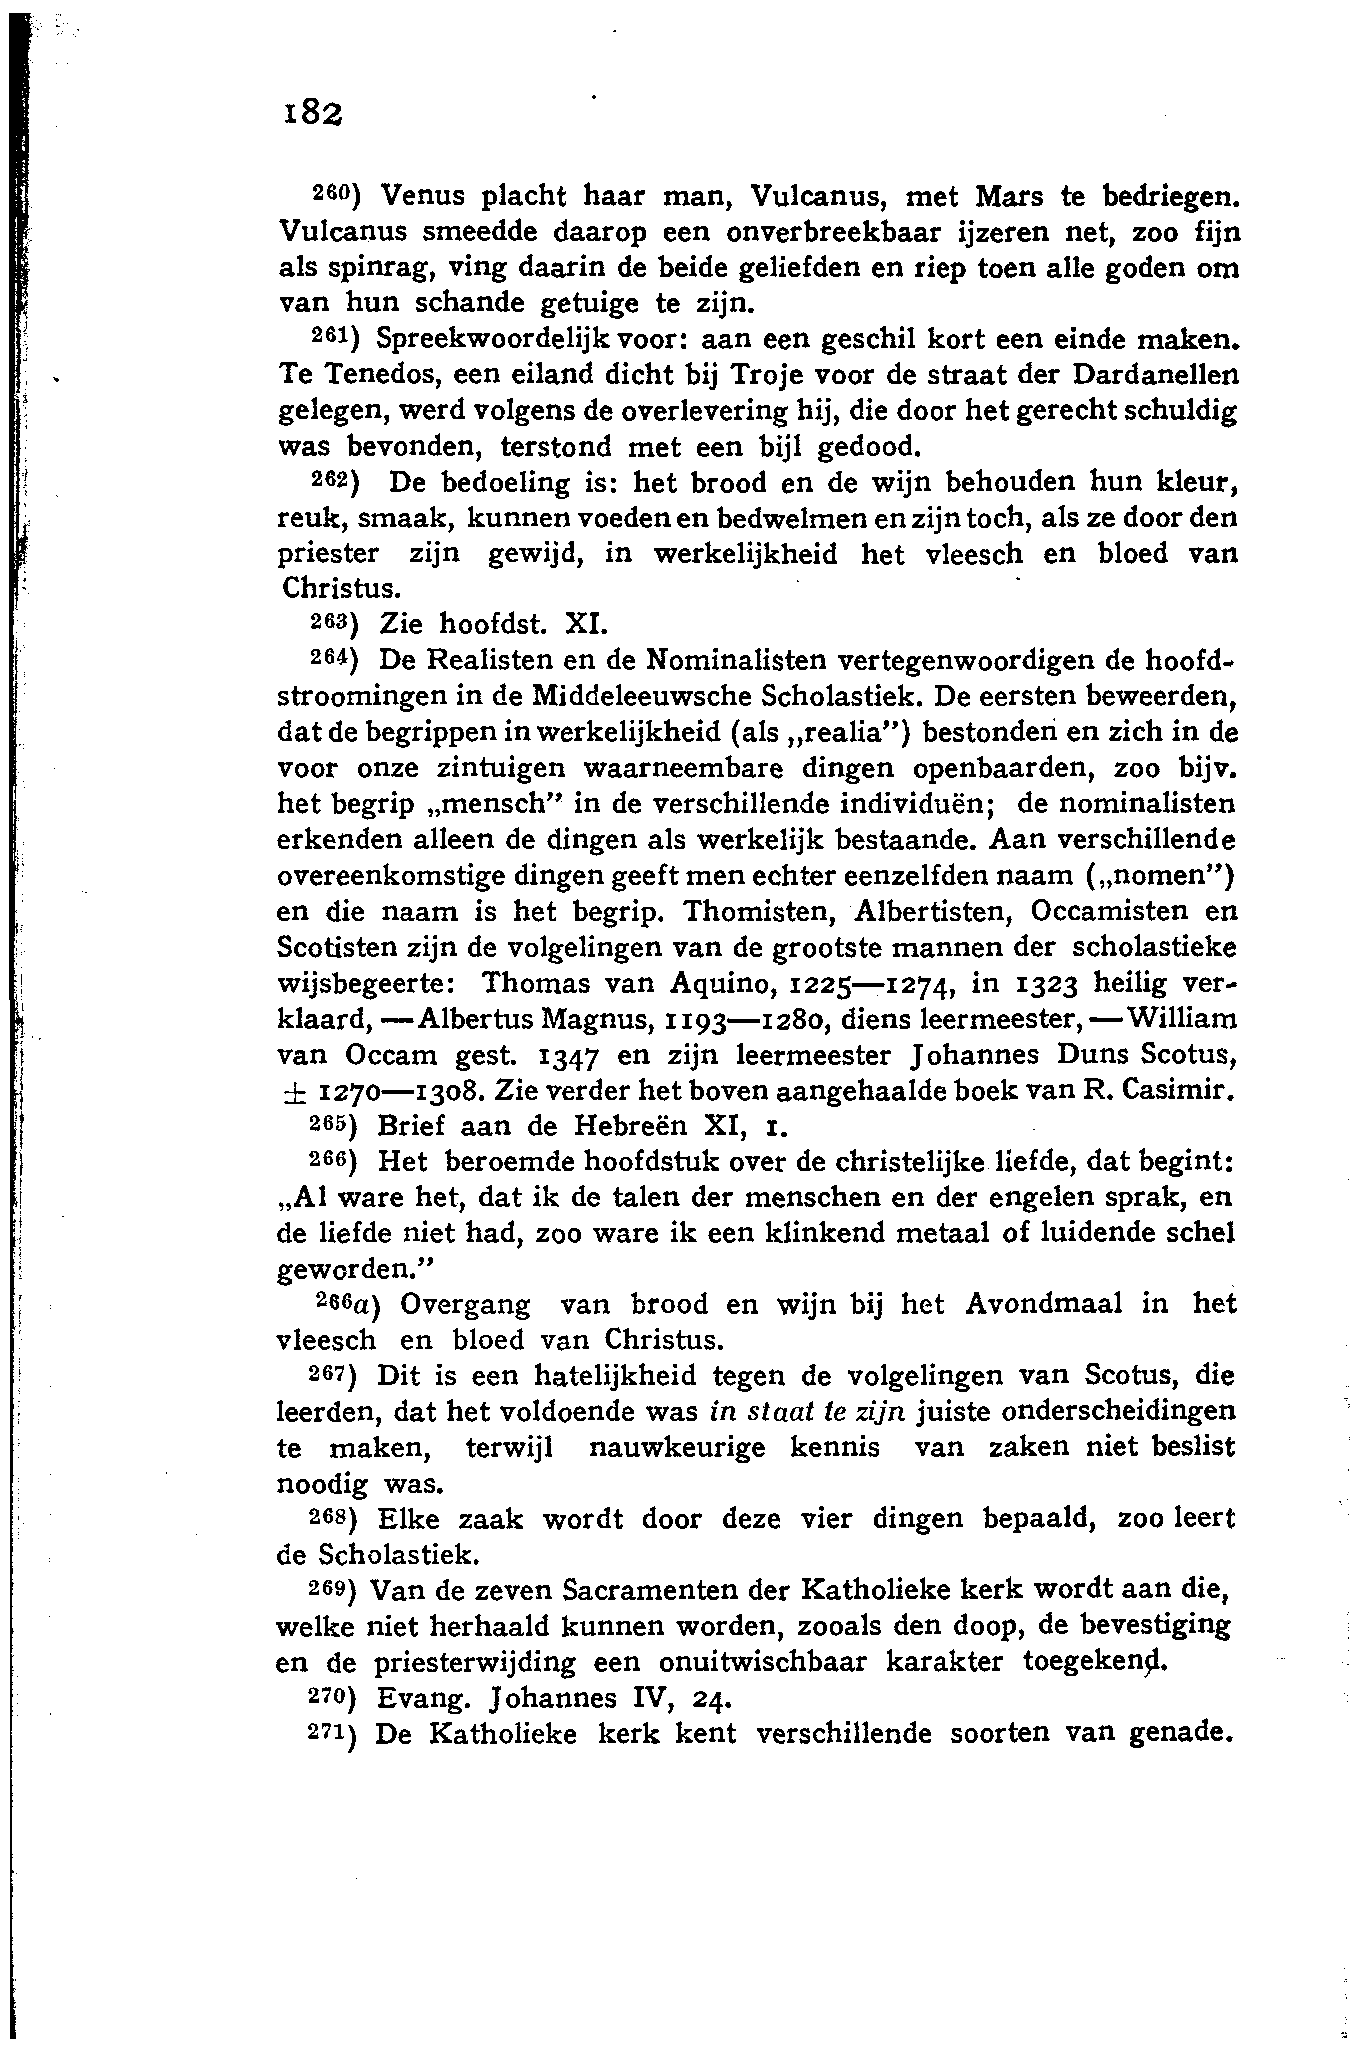 182
260) Venus placht haar man, Vulcanus, met Mars te bedriegen.
Vulcanus smeedde daarop een onverbreekbaar ijzeren net, zoo fijn
als spinrag, ving daarin de beide geliefden en riep toen alle goden om
van hun schande getuige te zijn.
261) Spreekwoordelijk voor: aan een geschil kort een einde maken.
Te Tenedos, een eiland dicht bij Troje voor de straat der Dardanellen
gelegen, werd volgens de overlevering hij, die door het gerecht schuldig
was bevonden, terstond met een bijl gedood.
262) De bedoeling is: het brood en de wijn behouden hun kleur,
reuk, smaak, kunnen voeden en bedwelmen en zijn toch, als ze door den
priester zijn gewijd, in werkelijkheid het vleesch en bloed van
Christus.
263) Zie hoofdst. XI.
264) De Realisten en de Nominalisten vertegenwoordigen de hoofd-
stroomingen in de Middeleeuwsche Scholastiek. De eersten beweerden,
dat de begrippen in werkelijkheid (als „realia”) bestonden en zich in de
voor onze zintuigen waarneembare dingen openbaarden, zoo bijv.
het begrip „mensch” in de verschillende individuën; de nominalisten
erkenden alleen de dingen als werkelijk bestaande. Aan verschillende
overeenkomstige dingen geeft men echter eenzelfden naam („nomen”)
en die naam is het begrip. Thomisten, Albertisten, Occamisten en
Scotisten zijn de volgelingen van de grootste mannen der scholastieke
wijsbegeerte: Thomas van Aquino, 1225—1274, in 1323 heilig ver-
klaard, — Albertus Magnus, 1193—1280, diens leermeester, — William
van Occam gest. 1347 en zijn leermeester Johannes Duns Scotus,
± 1270—1308. Zie verder het boven aangehaalde boek van R. Casimir.
265) Brief aan de Hebreën XI, 1.
266) Het beroemde hoofdstuk over de christelijke liefde, dat begint:
„Al ware het, dat ik de talen der menschen en der engelen sprak, en
de liefde niet had, zoo ware ik een klinkend metaal of luidende schel
geworden.”
266a) Overgang van brood en wijn bij het Avondmaal in het
vleesch en bloed van Christus.
267) Dit is een hatelijkheid tegen de volgelingen van Scotus, die
leerden, dat het voldoende was in staat te zijn juiste onderscheidingen
te maken, terwijl nauwkeurige kennis van zaken niet beslist
noodig was.
268) Elke zaak wordt door deze vier dingen bepaald, zoo leert
de Scholastiek.
269) Van de zeven Sacramenten der Katholieke kerk wordt aan die,
welke niet herhaald kunnen worden, zooals den doop, de bevestiging
en de priesterwijding een onuitwischbaar karakter toegekend.
270) Evang. Johannes IV, 24.
271) De Katholieke kerk kent verschillende soorten van genade.